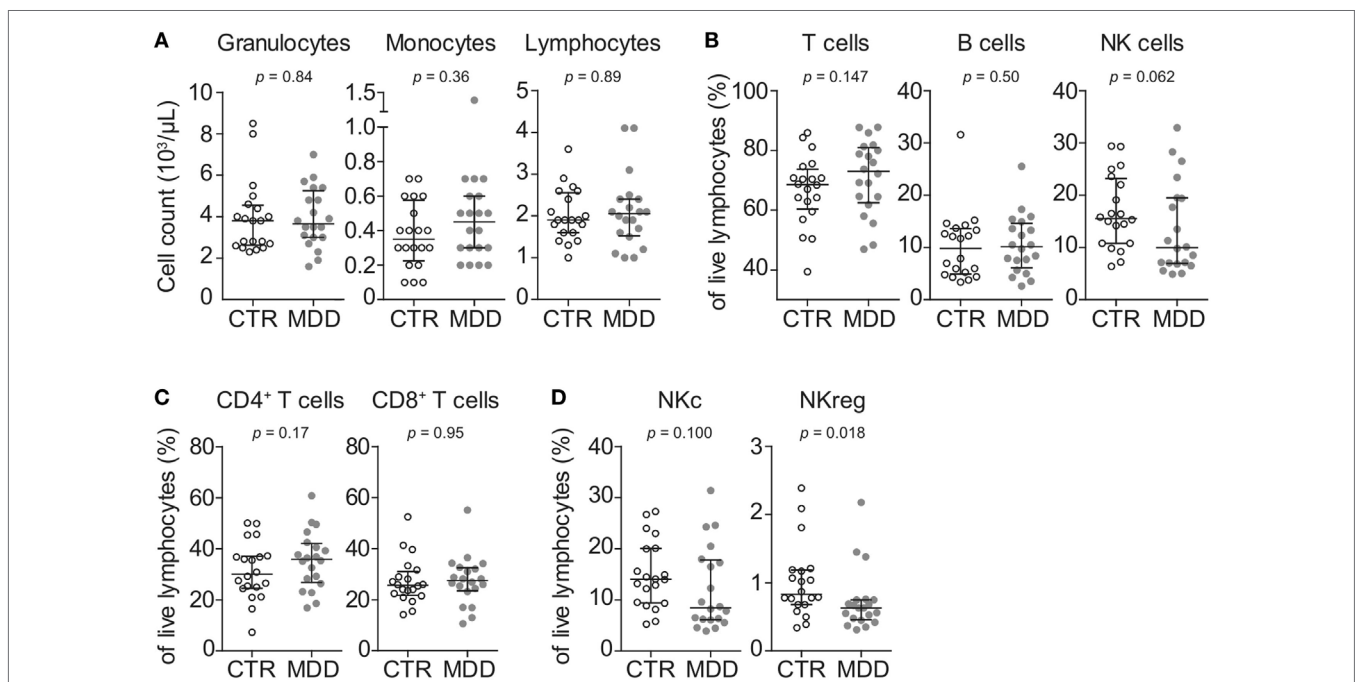 A
Granulocytes
p = 0.84
Cell count (10³/µL)
10
8
6
4
2
0
CTR MDD
Monocytes
p = 0.36
1.5
1.0
0.8
0.6
0.4
0.2
0
CTR MDD
Lymphocytes
p = 0.89
5
4
3
2
1
0
CTR MDD
B
T cells
p = 0.147
of live lymphocytes (%)
100
80
60
40
CTR MDD
B cells
p = 0.50
40
30
20
10
0
CTR MDD
NK cells
p = 0.062
40
30
20
10
0
CTR MDD
C
CD4⁺ T cells
p = 0.17
of live lymphocytes (%)
80
60
40
20
0
CTR MDD
CD8⁺ T cells
p = 0.95
80
60
40
20
0
CTR MDD
D
NKc
p = 0.100
of live lymphocytes (%)
40
30
20
10
0
CTR MDD
NKreg
p = 0.018
3
2
1
0
CTR MDD